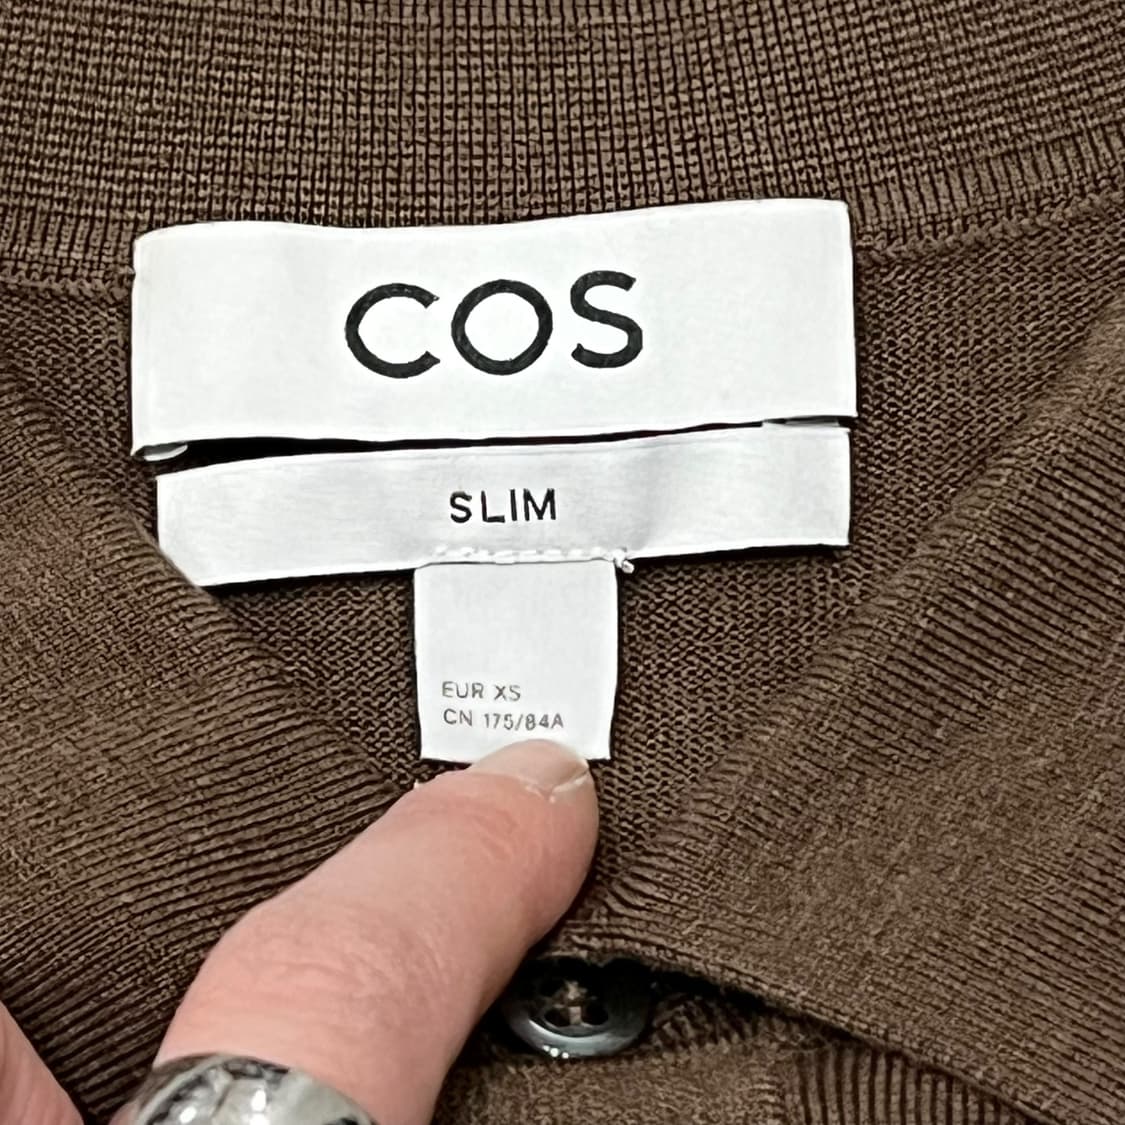 COS
SLIM
EUR XS
CN 175/84A